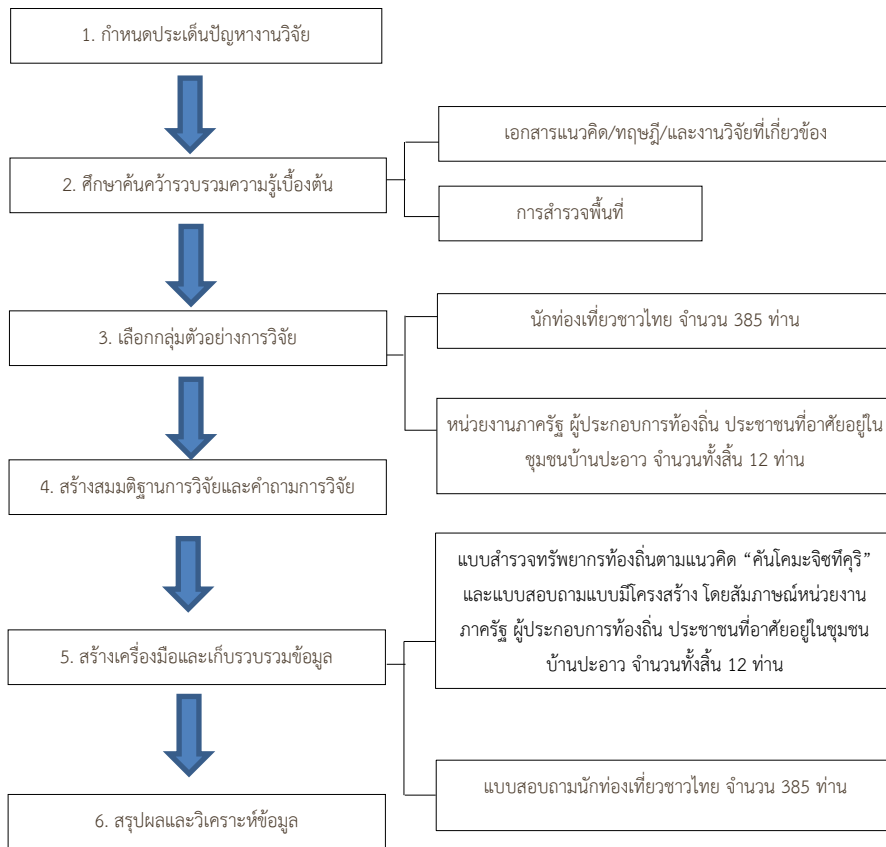 1. กำหนดประเด็นปัญหางานวิจัย
เอกสารแนวคิด/ทฤษฎี/และงานวิจัยที่เกี่ยวข้อง
2. ศึกษาค้นคว้ารวบรวมความรู้เบื้องต้น
การสำรวจพื้นที่
นักท่องเที่ยวชาวไทย จำนวน 385 ท่าน
3. เลือกกลุ่มตัวอย่างการวิจัย
หน่วยงานภาครัฐ ผู้ประกอบการท้องถิ่น ประชาชนที่อาศัยอยู่ใน
ชุมชนบ้านปะอาว จำนวนทั้งสิ้น 12 ท่าน
4. สร้างสมมติฐานการวิจัยและคำถามการวิจัย
แบบสำรวจทรัพยากรท้องถิ่นตามแนวคิด “คันโคมะจิซทึคุริ”
และแบบสอบถามแบบมีโครงสร้าง โดยสัมภาษณ์หน่วยงาน
ภาครัฐ ผู้ประกอบการท้องถิ่น ประชาชนที่อาศัยอยู่ในชุมชน
บ้านปะอาว จำนวนทั้งสิ้น 12 ท่าน
5. สร้างเครื่องมือและเก็บรวบรวมข้อมูล
แบบสอบถามนักท่องเที่ยวชาวไทย จำนวน 385 ท่าน
6. สรุปผลและวิเคราะห์ข้อมูล